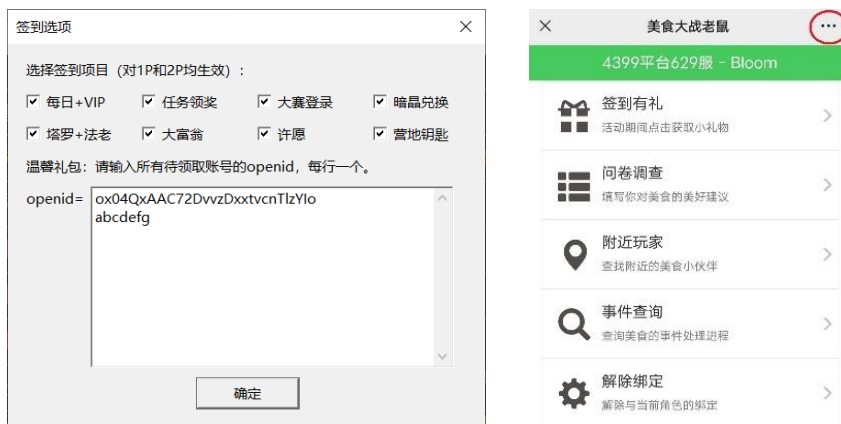 签到选项
选择签到项目（对1P和2P均生效）：
每日+VIP 任务领奖 大赛登录 暗晶兑换
塔罗+法老 大富翁 许愿 营地钥匙
温馨礼包：请输入所有待领取账号的openid，每行一个。
openid= ox04QxAAC72DvvzDxxtvcnTlzYIo
abcdefg
确定
美食大战老鼠
4399平台629服 - Bloom
签到有礼
活动期间点击获取小礼物
问卷调查
填写你对美食的美好建议
附近玩家
查找附近的美食小伙伴
事件查询
查询美食的事件处理进程
解除绑定
解除与当前角色的绑定